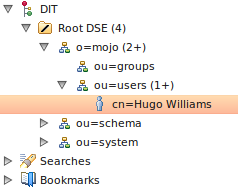 DIT
Root DSE (4)
o=mojo (2+)
ou=groups
ou=users (1+)
cn=Hugo Williams
ou=schema
ou=system
Searches
Bookmarks